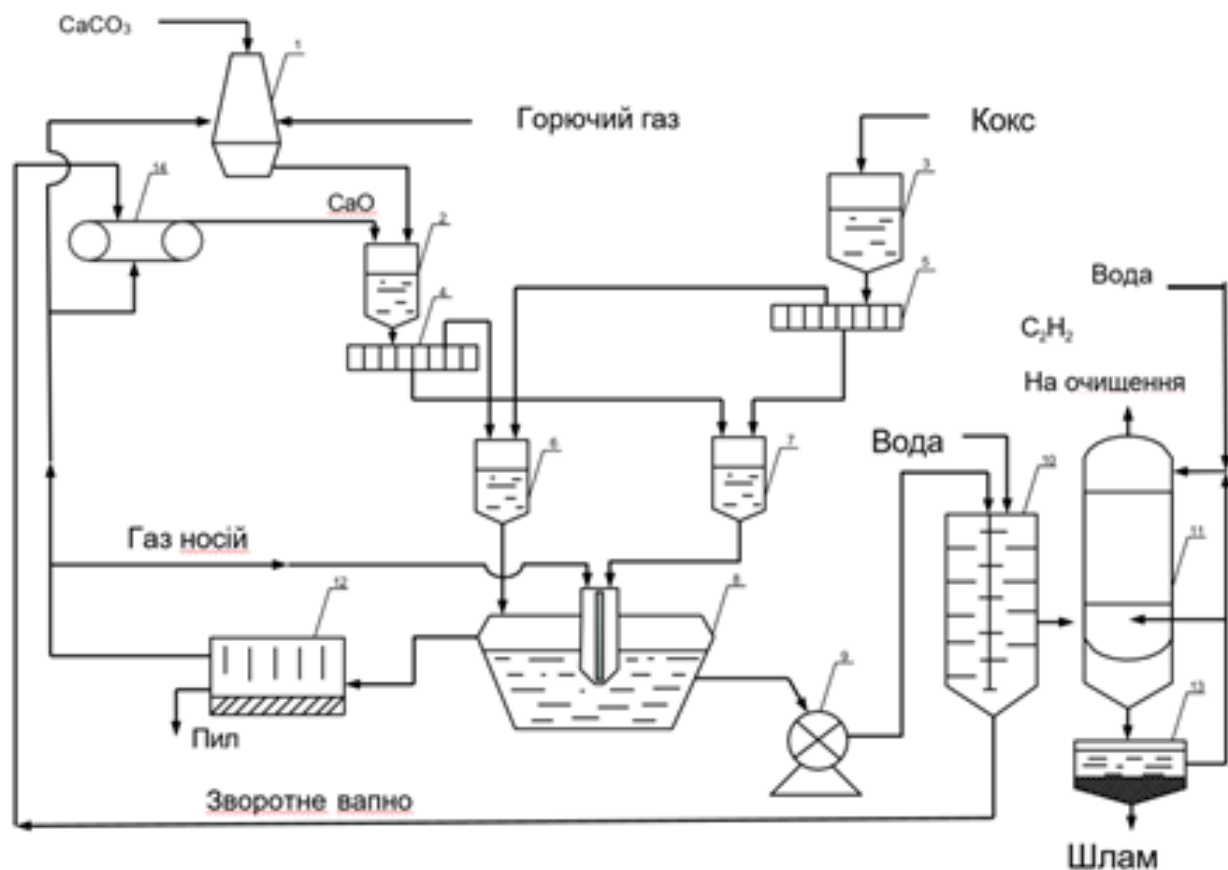 CaCO₃
1
Горючий газ
Кокс
14
3
CaO
2
5
Вода
4
C₂H₂
На очищення
6
7
Вода
10
Газ носій
11
12
8
9
13
Пил
Зворотне вапно
Шлам